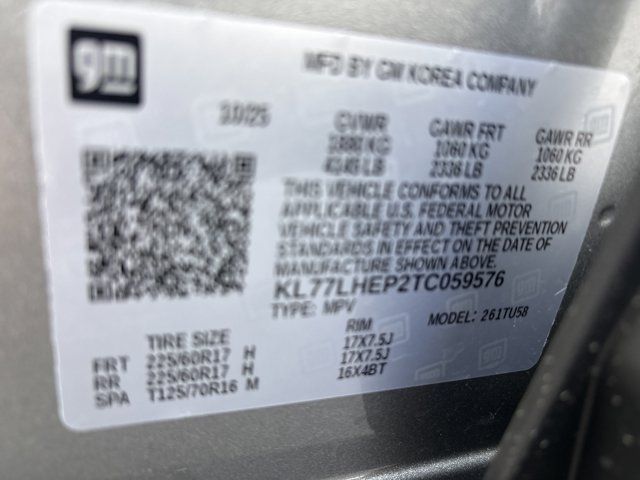 gm
MFD BY GM KOREA COMPANY
10/25
GVWR GAWR FRT GAWR RR
1880 KG 1060 KG 1060 KG
4145 LB 2336 LB 2336 LB
THIS VEHICLE CONFORMS TO ALL
APPLICABLE U.S. FEDERAL MOTOR
VEHICLE SAFETY AND THEFT PREVENTION
STANDARDS IN EFFECT ON THE DATE OF
MANUFACTURE SHOWN ABOVE.
KL77LHEP2TC059576
TYPE: MPV MODEL: 261TU58
TIRE SIZE RIM
FRT 225/60R17 H 17X7.5J
RR 225/60R17 H 17X7.5J
SPA T125/70R16 M 16X4BT